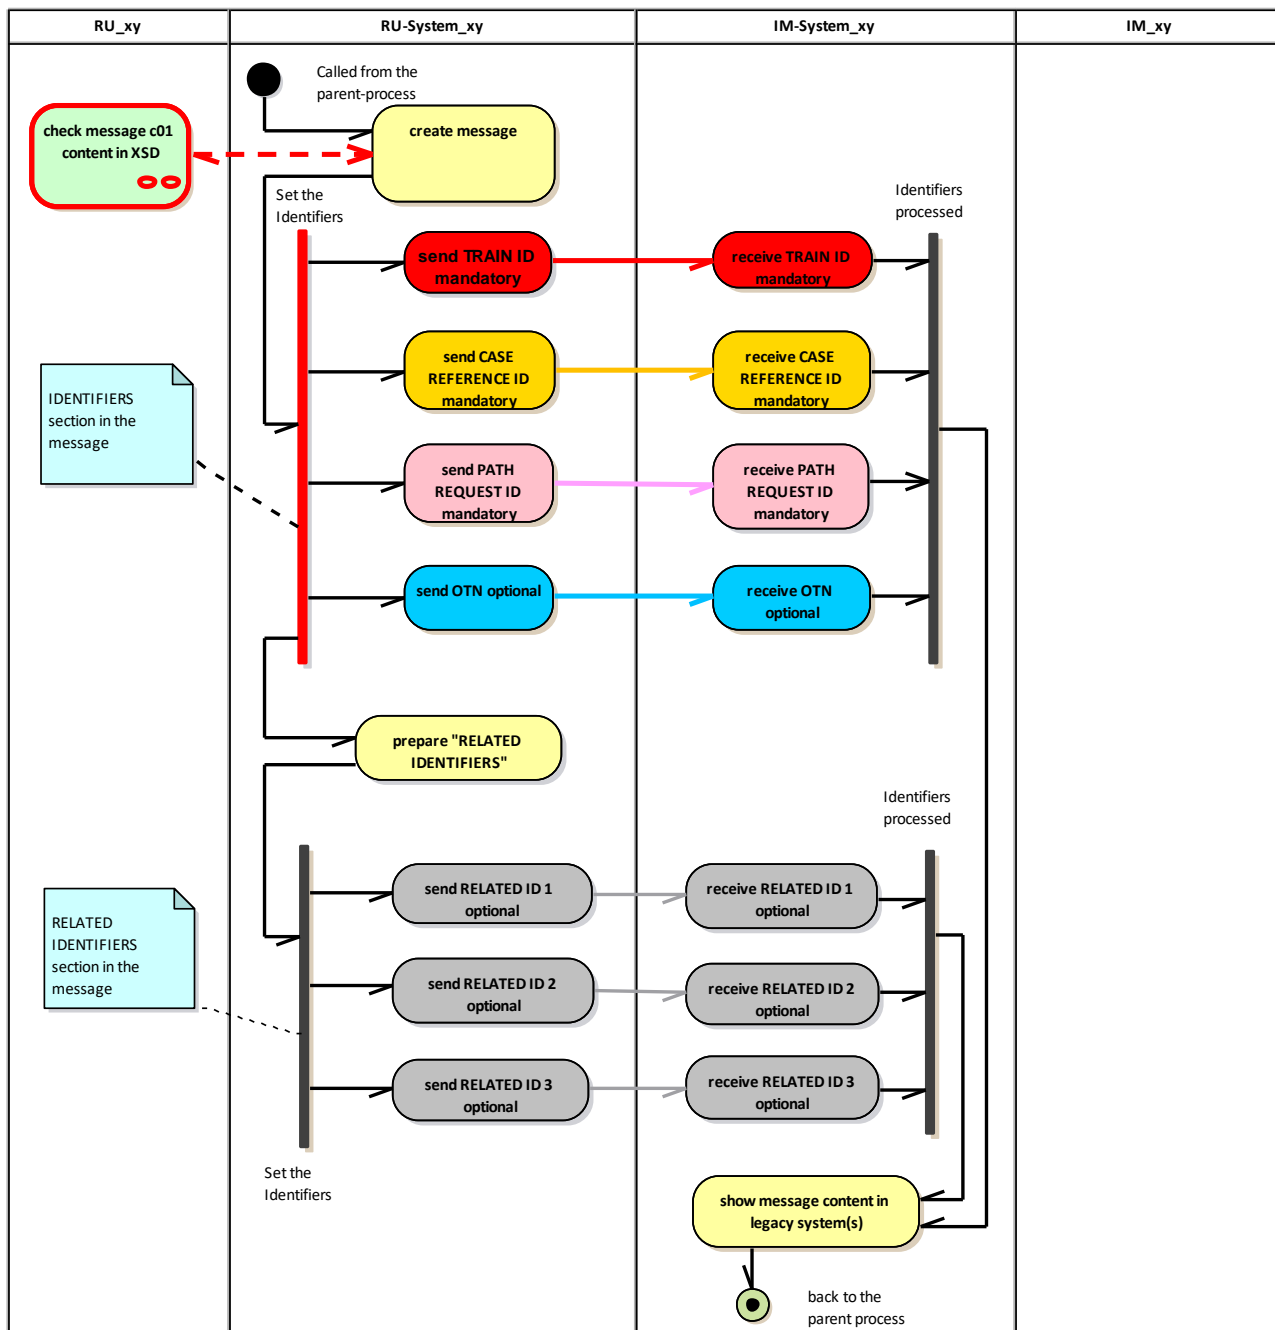 RU_xy
RU-System_xy
IM-System_xy
IM_xy
Called from the
parent-process
check message c01
content in XSD
create message
Set the
Identifiers
Identifiers
processed
send TRAIN ID
mandatory
receive TRAIN ID
mandatory
send CASE
REFERENCE ID
mandatory
receive CASE
REFERENCE ID
mandatory
IDENTIFIERS
section in the
message
send PATH
REQUEST ID
mandatory
receive PATH
REQUEST ID
mandatory
send OTN optional
receive OTN
optional
prepare "RELATED
IDENTIFIERS"
Identifiers
processed
send RELATED ID 1
optional
receive RELATED ID 1
optional
RELATED
IDENTIFIERS
section in the
message
send RELATED ID 2
optional
receive RELATED ID 2
optional
send RELATED ID 3
optional
receive RELATED ID 3
optional
Set the
Identifiers
show message content in
legacy system(s)
back to the
parent process